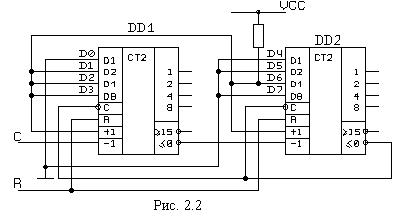 VCC
DD1
DD2
D0 D1 CT2 1
D1 D2 2
D2 D4 4
D3 D8 8
C
R
+1 ≥15
-1 ≤0
D4 D1 CT2 1
D5 D2 2
D6 D4 4
D7 D8 8
C
R
+1 ≥15
-1 ≤0
C
R
Рис. 2.2